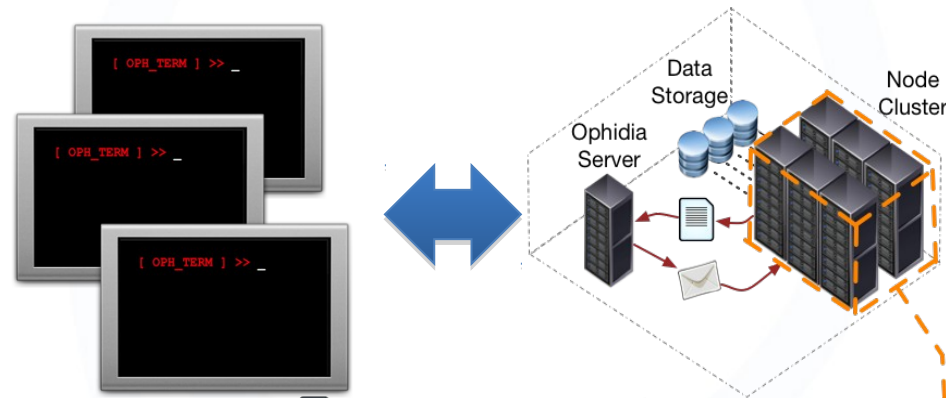 [ OPH_TERM ] >> _
[ OPH_TERM ] >> _
[ OPH_TERM ] >> _
Data
Storage
Node
Cluster
Ophidia
Server